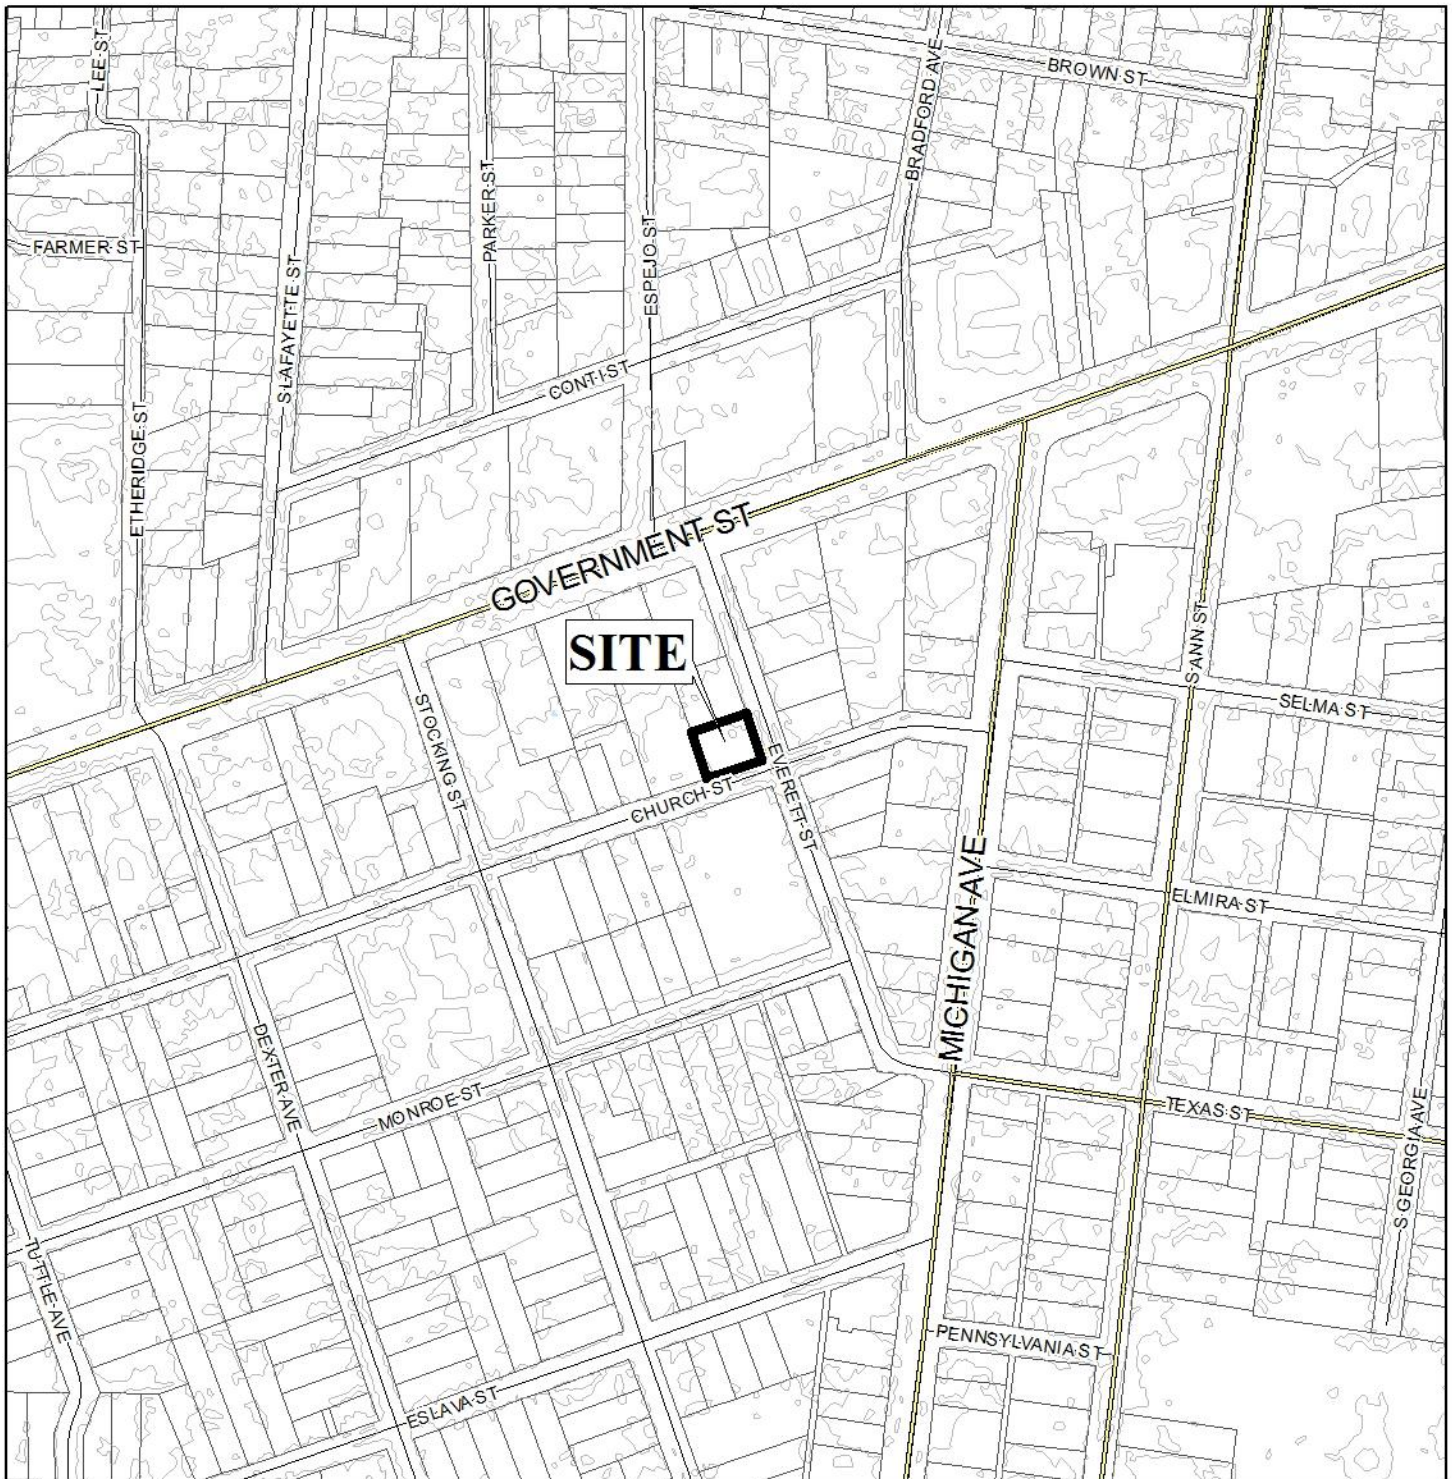 LEE ST
BROWN ST
BRADFORD AVE
PARKER ST
FARMER ST
ESPEJO ST
S LAFAYETTE ST
CONTI ST
ETHERIDGE ST
GOVERNMENT ST
SITE
S ANN ST
SELMA ST
STOCKING ST
EVERETT ST
CHURCH ST
MICHIGAN AVE
ELMIRA ST
DEXTER AVE
MONROE ST
TEXAS ST
S GEORGIA AVE
TUTTLE AVE
PENNSYLVANIA ST
ESLAVA ST